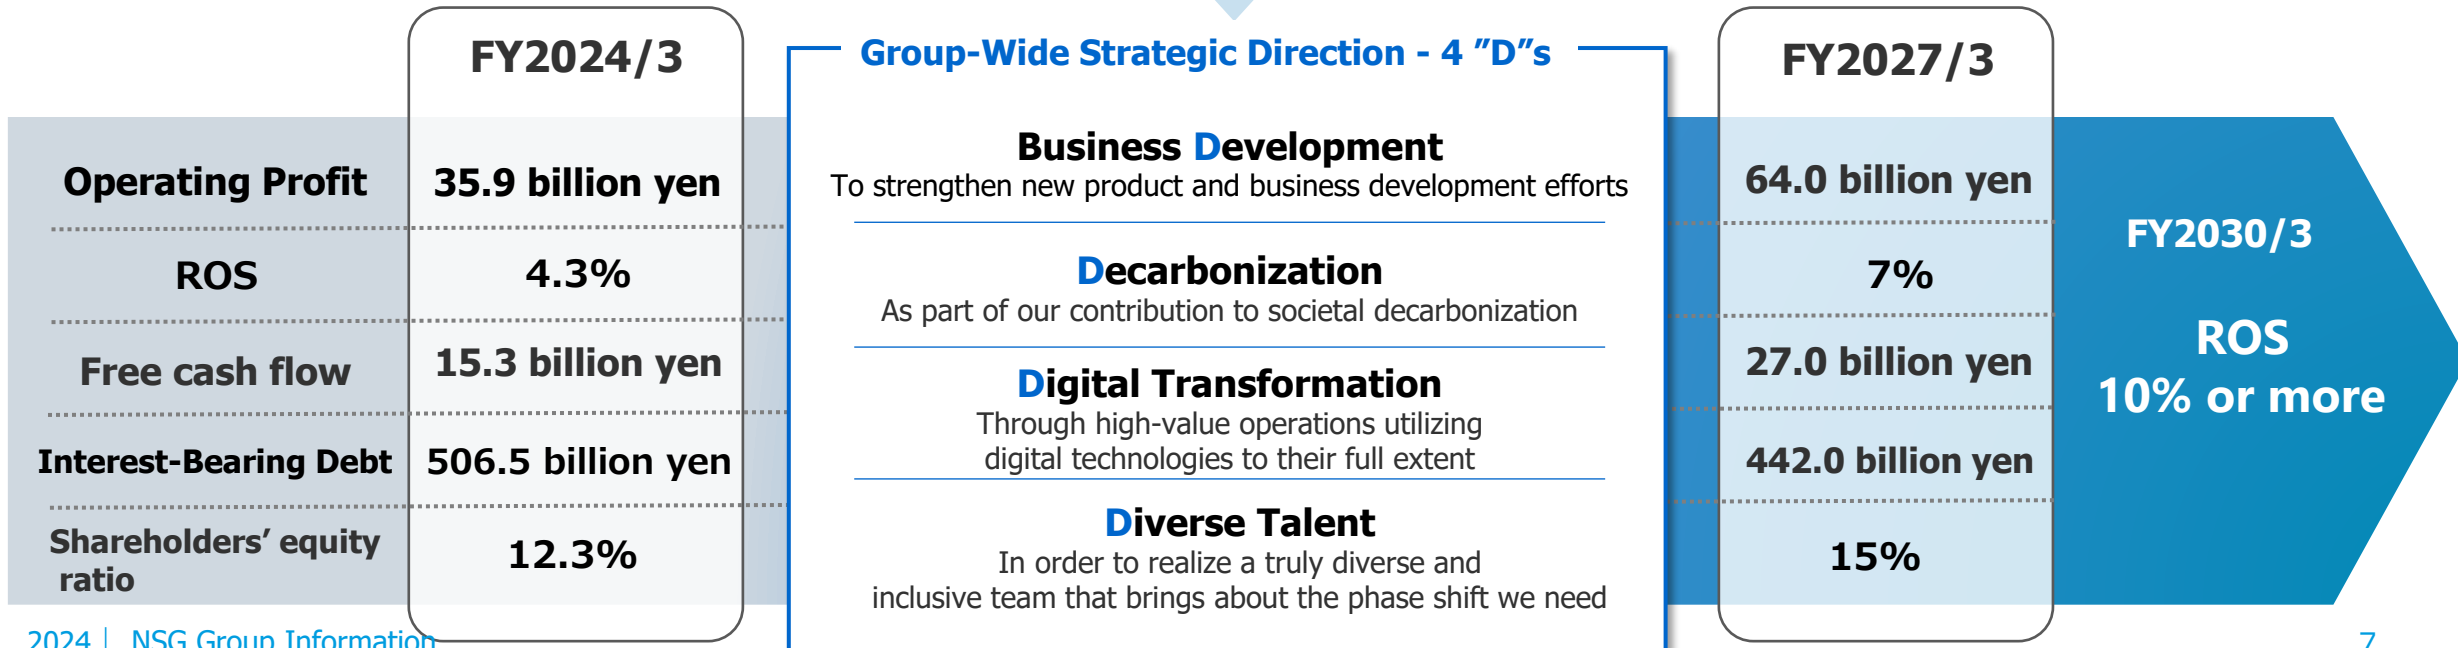 FY2024/3
Group-Wide Strategic Direction - 4 "D"s
FY2027/3
Operating Profit
35.9 billion yen
Business Development
To strengthen new product and business development efforts
64.0 billion yen
ROS
4.3%
Decarbonization
As part of our contribution to societal decarbonization
7%
Free cash flow
15.3 billion yen
Digital Transformation
Through high-value operations utilizing
digital technologies to their full extent
27.0 billion yen
Interest-Bearing Debt
506.5 billion yen
442.0 billion yen
Shareholders' equity
ratio
12.3%
Diverse Talent
In order to realize a truly diverse and
inclusive team that brings about the phase shift we need
15%
FY2030/3
ROS
10% or more
2024 | NSG Group Information
7